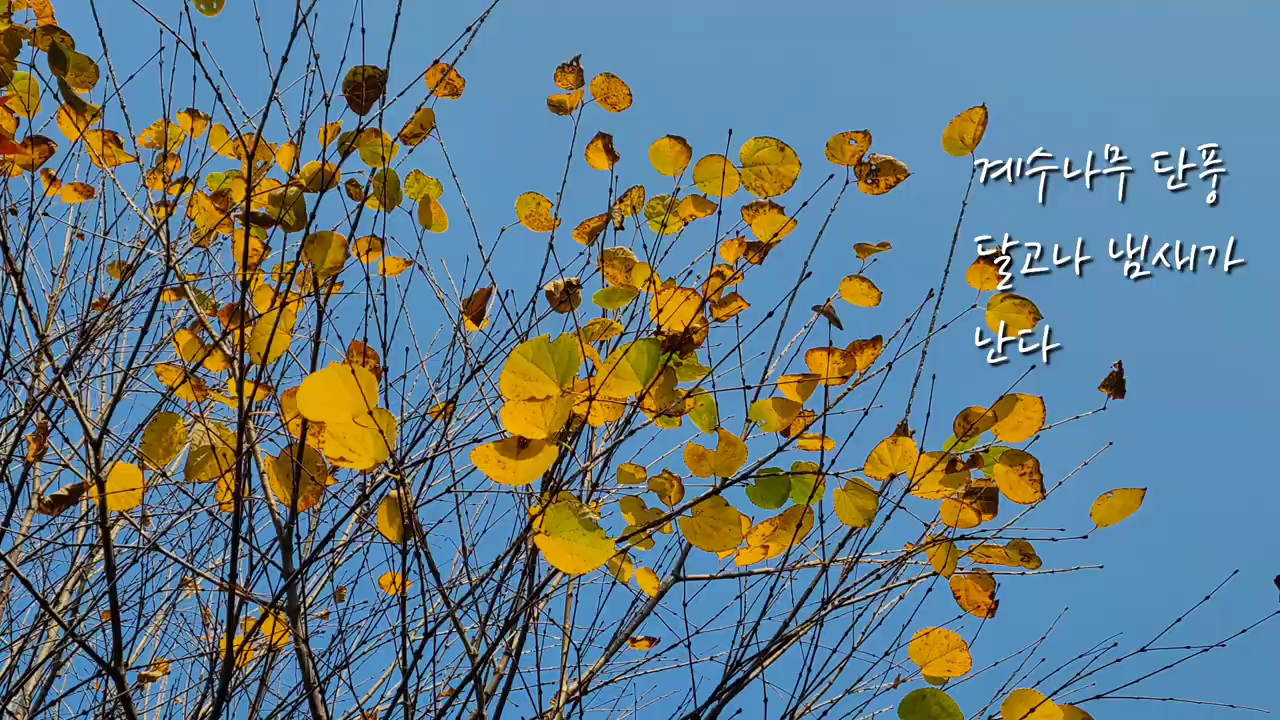 계수나무 단풍
달고나 냄새가
난다